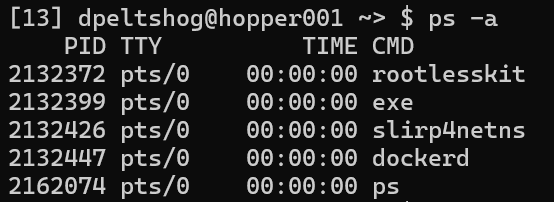 [13] dpeltshog@hopper001 ~> $ ps -a
    PID TTY          TIME CMD
2132372 pts/0    00:00:00 rootlesskit
2132399 pts/0    00:00:00 exe
2132426 pts/0    00:00:00 slirp4netns
2132447 pts/0    00:00:00 dockerd
2162074 pts/0    00:00:00 ps